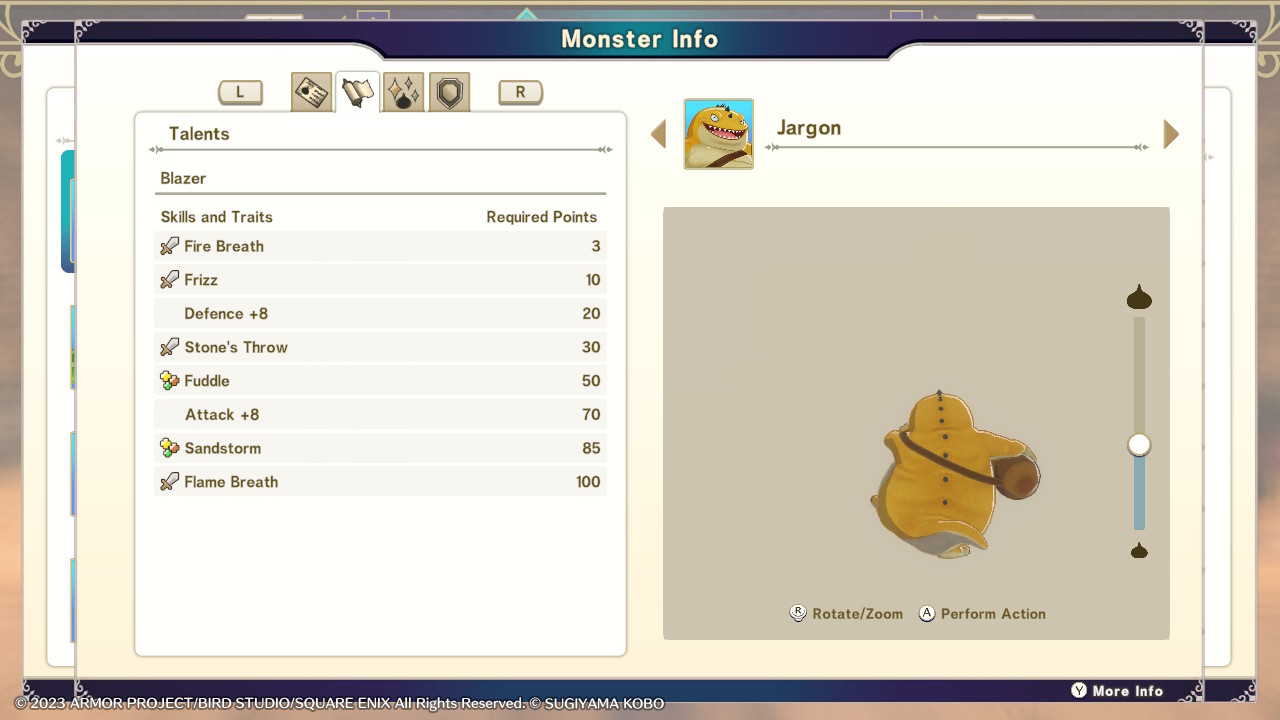 Monster Info
L
R
Talents
Blazer
Skills and Traits Required Points
Fire Breath 3
Frizz 10
Defence +8 20
Stone's Throw 30
Fuddle 50
Attack +8 70
Sandstorm 85
Flame Breath 100
Jargon
R Rotate/Zoom A Perform Action
Y More Info
© 2023 ARMOR PROJECT/BIRD STUDIO/SQUARE ENIX All Rights Reserved. © SUGIYAMA KOBO